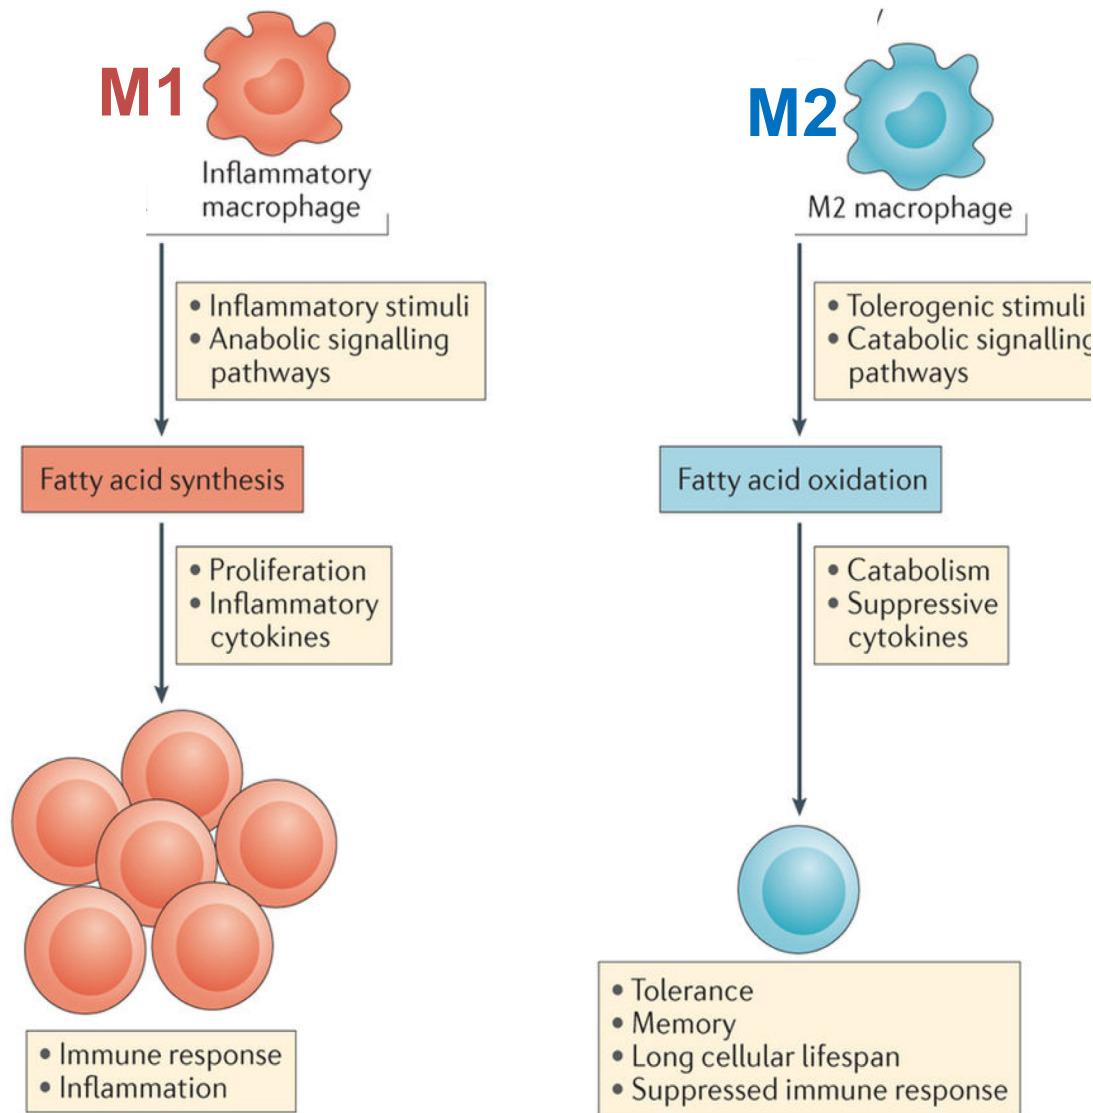 M1
Inflammatory
macrophage
• Inflammatory stimuli
• Anabolic signalling
pathways
Fatty acid synthesis
• Proliferation
• Inflammatory
cytokines
• Immune response
• Inflammation
M2
M2 macrophage
• Tolerogenic stimuli
• Catabolic signalling
pathways
Fatty acid oxidation
• Catabolism
• Suppressive
cytokines
• Tolerance
• Memory
• Long cellular lifespan
• Suppressed immune response